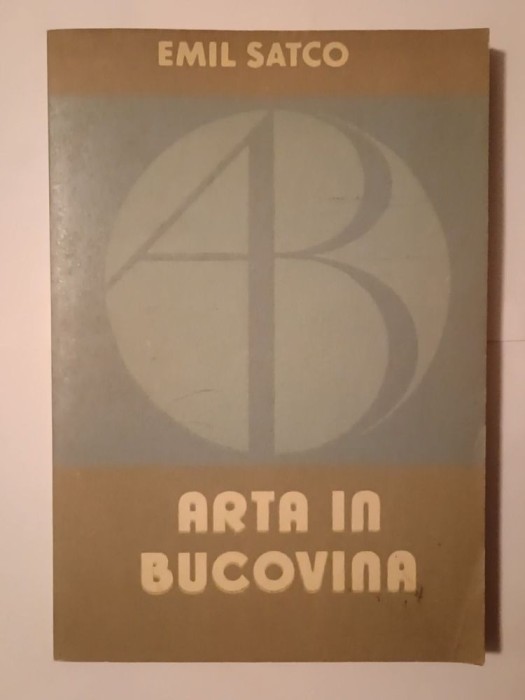 EMIL SATCO
AB
ARTA IN
BUCOVINA